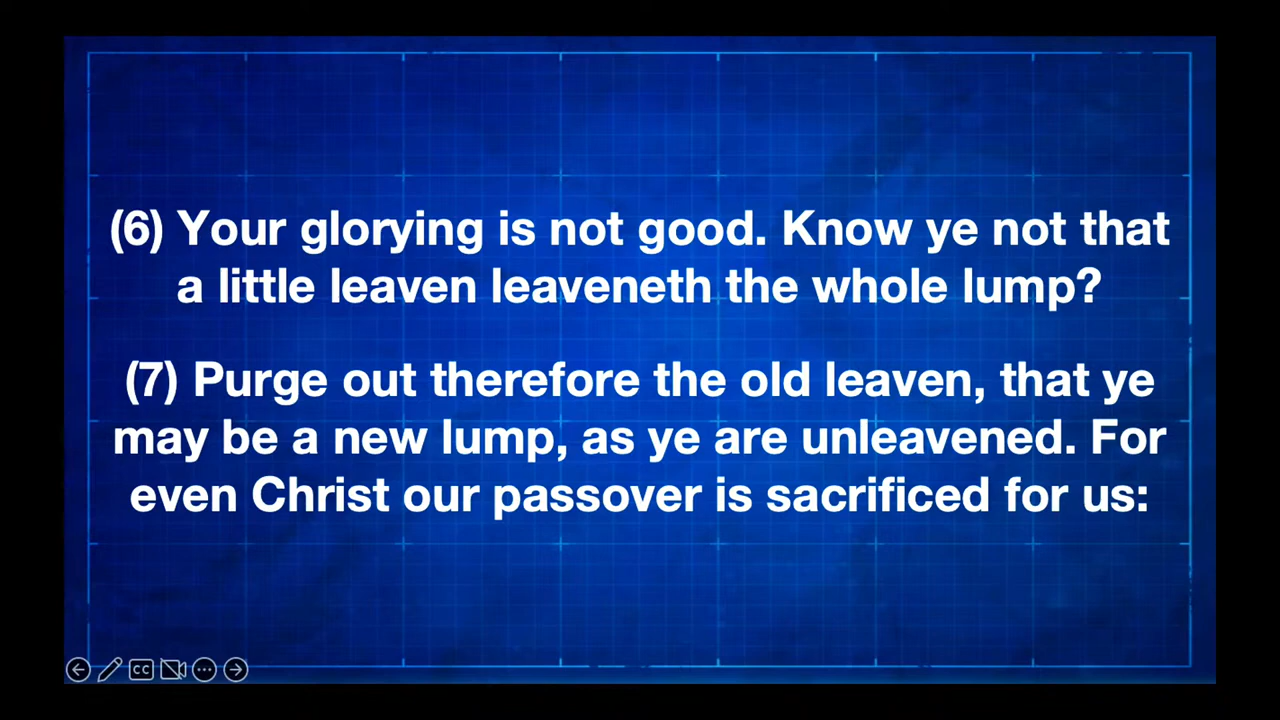 (6) Your glorying is not good. Know ye not that
a little leaven leaveneth the whole lump?
(7) Purge out therefore the old leaven, that ye
may be a new lump, as ye are unleavened. For
even Christ our passover is sacrificed for us:
CC